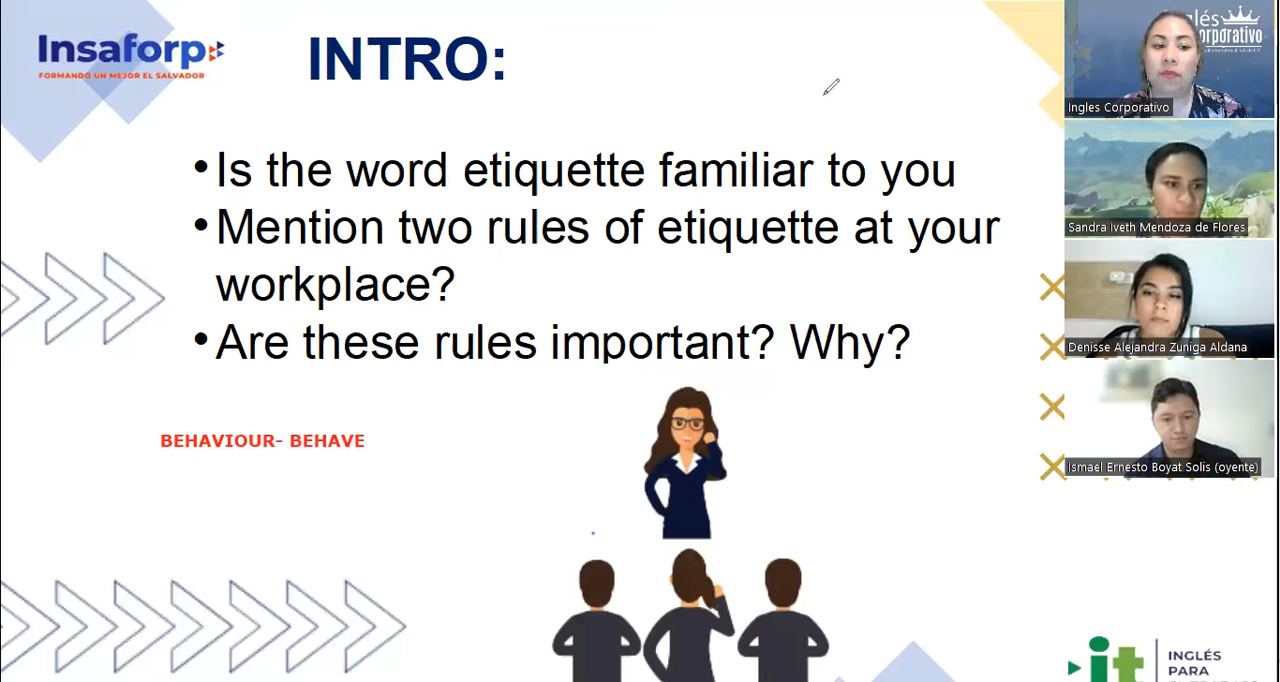 Insaforp
FORMANDO UN MEJOR EL SALVADOR
INTRO:
•Is the word etiquette familiar to you
•Mention two rules of etiquette at your
workplace?
•Are these rules important? Why?
BEHAVIOUR- BEHAVE
Inglés
Corporativo
Ingles Corporativo
Sandra Iveth Mendoza de Flores
Denisse Alejandra Zuniga Aldana
Ismael Ernesto Boyat Solis (oyente)
it
INGLÉS
PARA